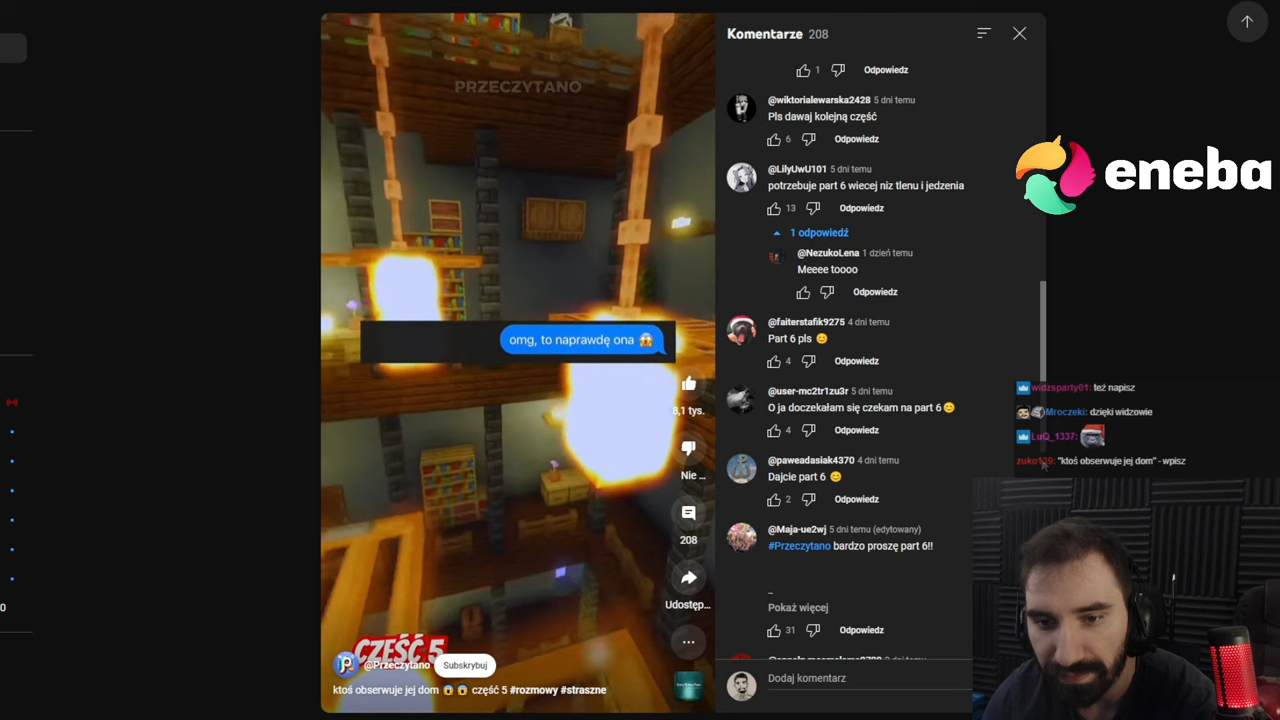 PRZECZYTANO
omg, to naprawdę ona 😱
8,1 tys.
Nie ...
208
Udostęp...
CZĘŚĆ 5
@Przeczytano
Subskrybuj
ktoś obserwuje jej dom 😱 😱 część 5 #rozmowy #straszne
Komentarze 208
1 Odpowiedz
@wiktorialewarska2428 5 dni temu
Pls dawaj kolejną część
6 Odpowiedz
@LilyUwU101 5 dni temu
potrzebuje part 6 wiecej niz tlenu i jedzenia
13 Odpowiedz
1 odpowiedź
@NezukoLena 1 dzień temu
Meeee toooo
Odpowiedz
@faiterstafik9275 4 dni temu
Part 6 pls 😊
4 Odpowiedz
@user-mc2tr1zu3r 5 dni temu
O ja doczekałam się czekam na part 6😊
4 Odpowiedz
@paweadasiak4370 4 dni temu
Dajcie part 6 😊
2 Odpowiedz
@Maja-ue2wj 5 dni temu (edytowany)
#Przeczytano bardzo proszę part 6!!
_
Pokaż więcej
31 Odpowiedz
Dodaj komentarz
eneba
widzsparty01: też napisz
Mroczeki: dzięki widzowie
LuQ_1337:
"ktoś obserwuje jej dom" - wpisz
0